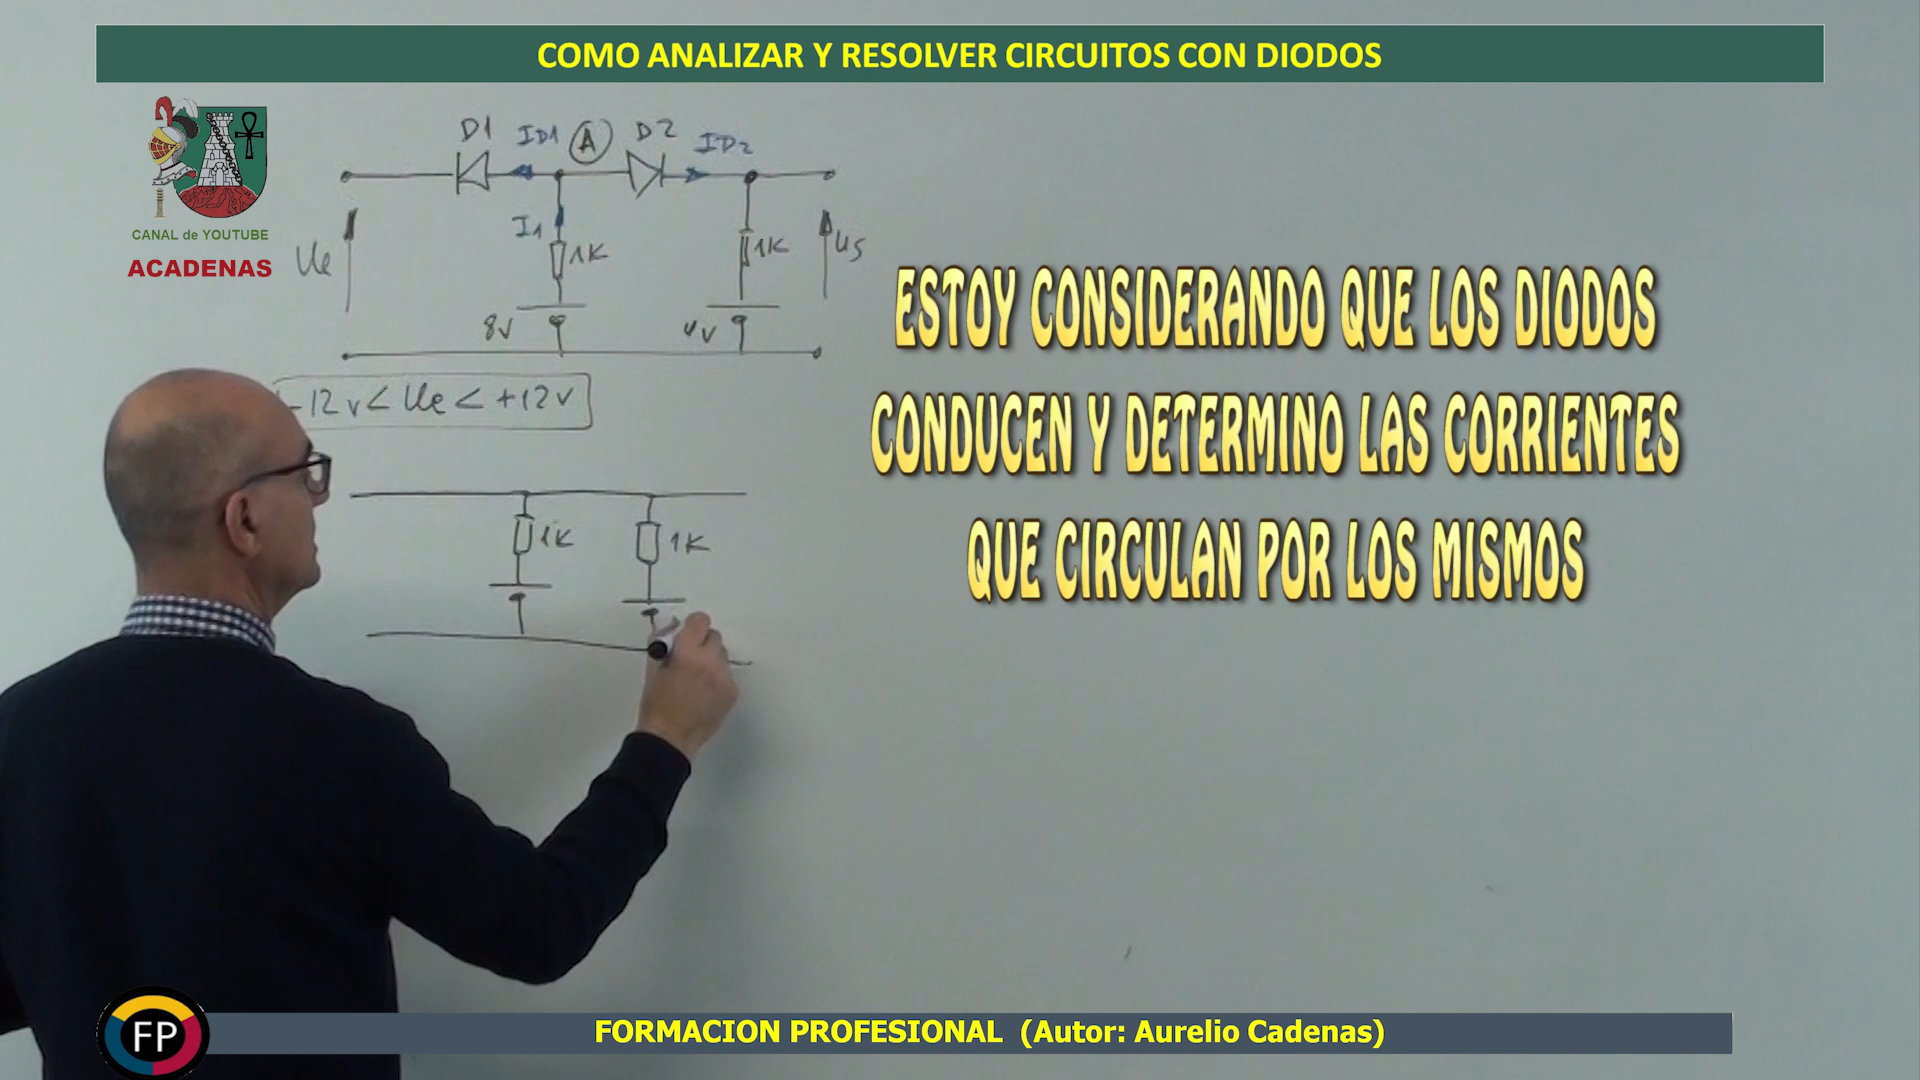 COMO ANALIZAR Y RESOLVER CIRCUITOS CON DIODOS
CANAL de YOUTUBE
ACADENAS
D1 ID1 A D2 ID2
I1
Ue 1K 1K Us
8V 4V
-12V < Ue < +12V
1K 1K
ESTOY CONSIDERANDO QUE LOS DIODOS
CONDUCEN Y DETERMINO LAS CORRIENTES
QUE CIRCULAN POR LOS MISMOS
FP
FORMACION PROFESIONAL (Autor: Aurelio Cadenas)